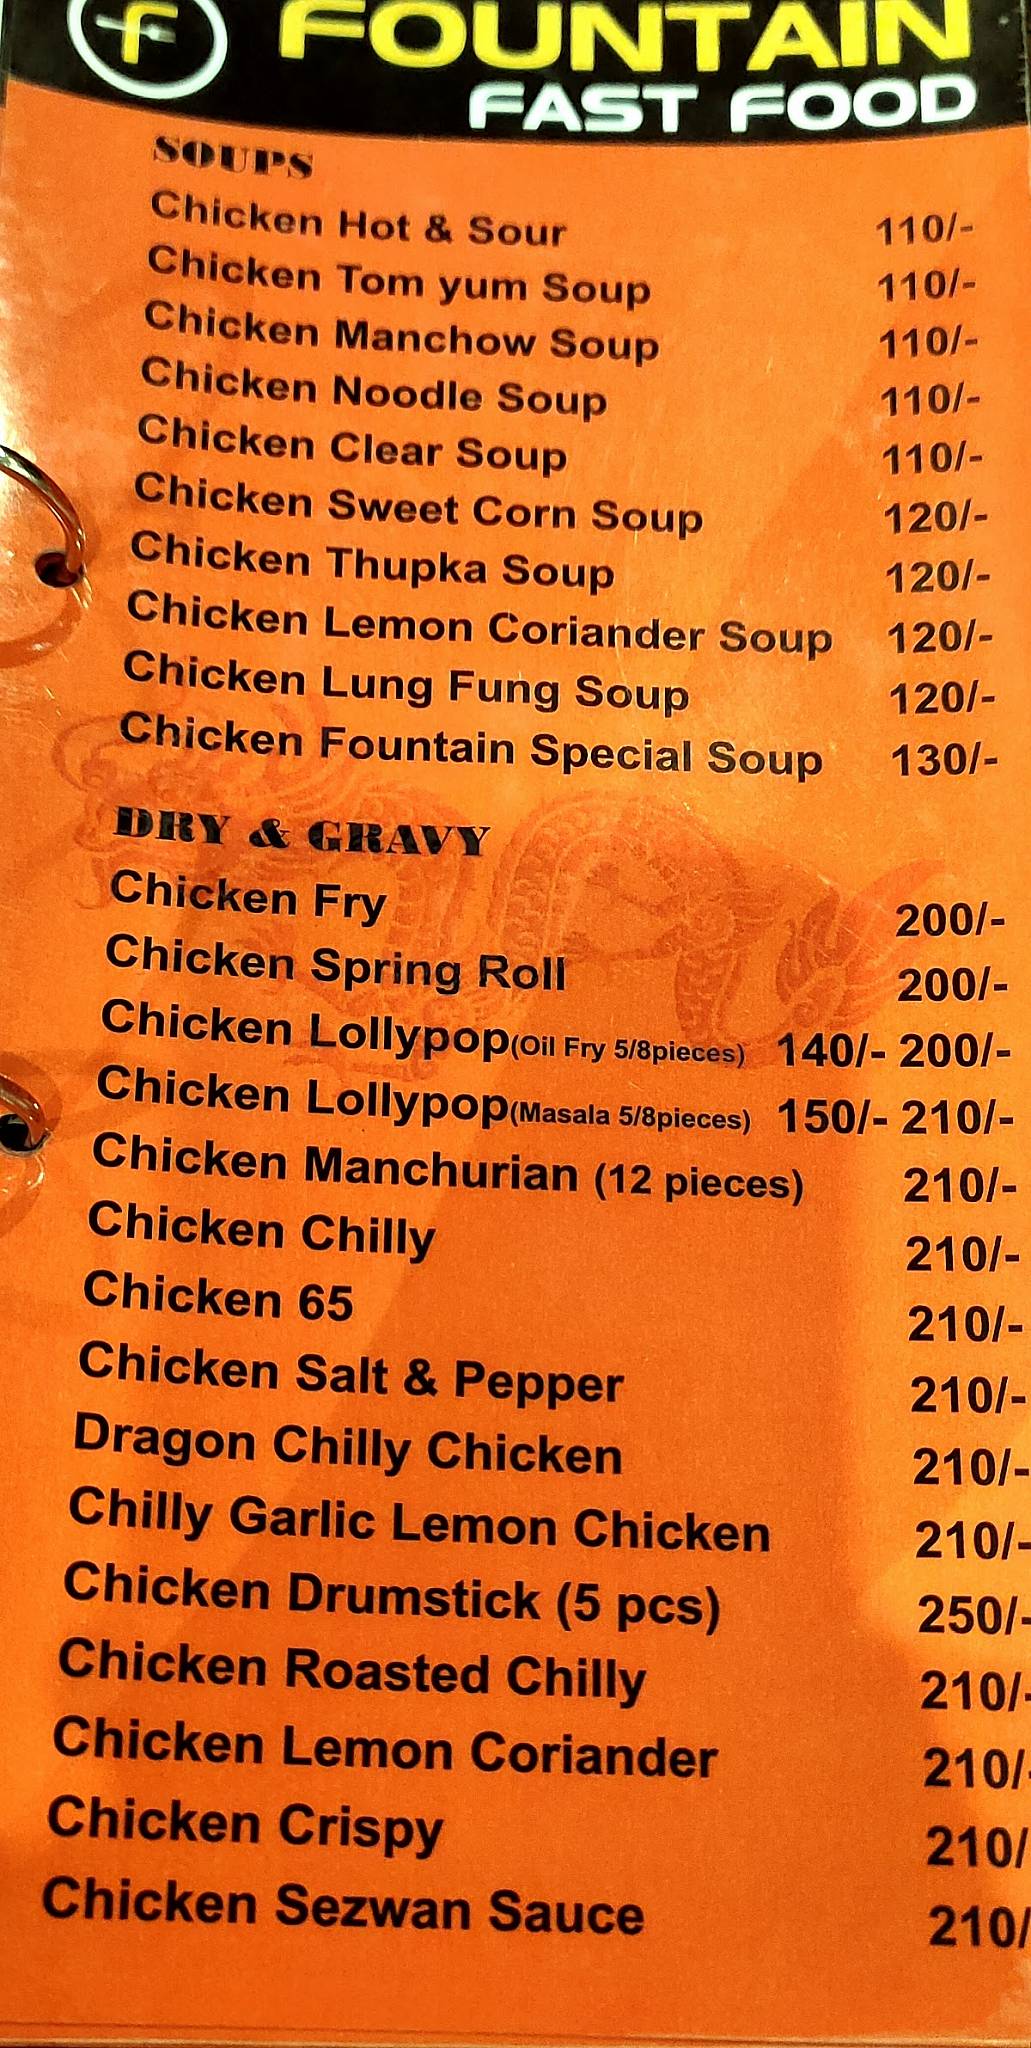 F FOUNTAIN
FAST FOOD
SOUPS
Chicken Hot & Sour 110/-
Chicken Tom yum Soup 110/-
Chicken Manchow Soup 110/-
Chicken Noodle Soup 110/-
Chicken Clear Soup 110/-
Chicken Sweet Corn Soup 120/-
Chicken Thupka Soup 120/-
Chicken Lemon Coriander Soup 120/-
Chicken Lung Fung Soup 120/-
Chicken Fountain Special Soup 130/-
DRY & GRAVY
Chicken Fry 200/-
Chicken Spring Roll 200/-
Chicken Lollypop(Oil Fry 5/8pieces) 140/- 200/-
Chicken Lollypop(Masala 5/8pieces) 150/- 210/-
Chicken Manchurian (12 pieces) 210/-
Chicken Chilly 210/-
Chicken 65 210/-
Chicken Salt & Pepper 210/-
Dragon Chilly Chicken 210/-
Chilly Garlic Lemon Chicken 210/-
Chicken Drumstick (5 pcs) 250/-
Chicken Roasted Chilly 210/-
Chicken Lemon Coriander 210/-
Chicken Crispy 210/
Chicken Sezwan Sauce 210/